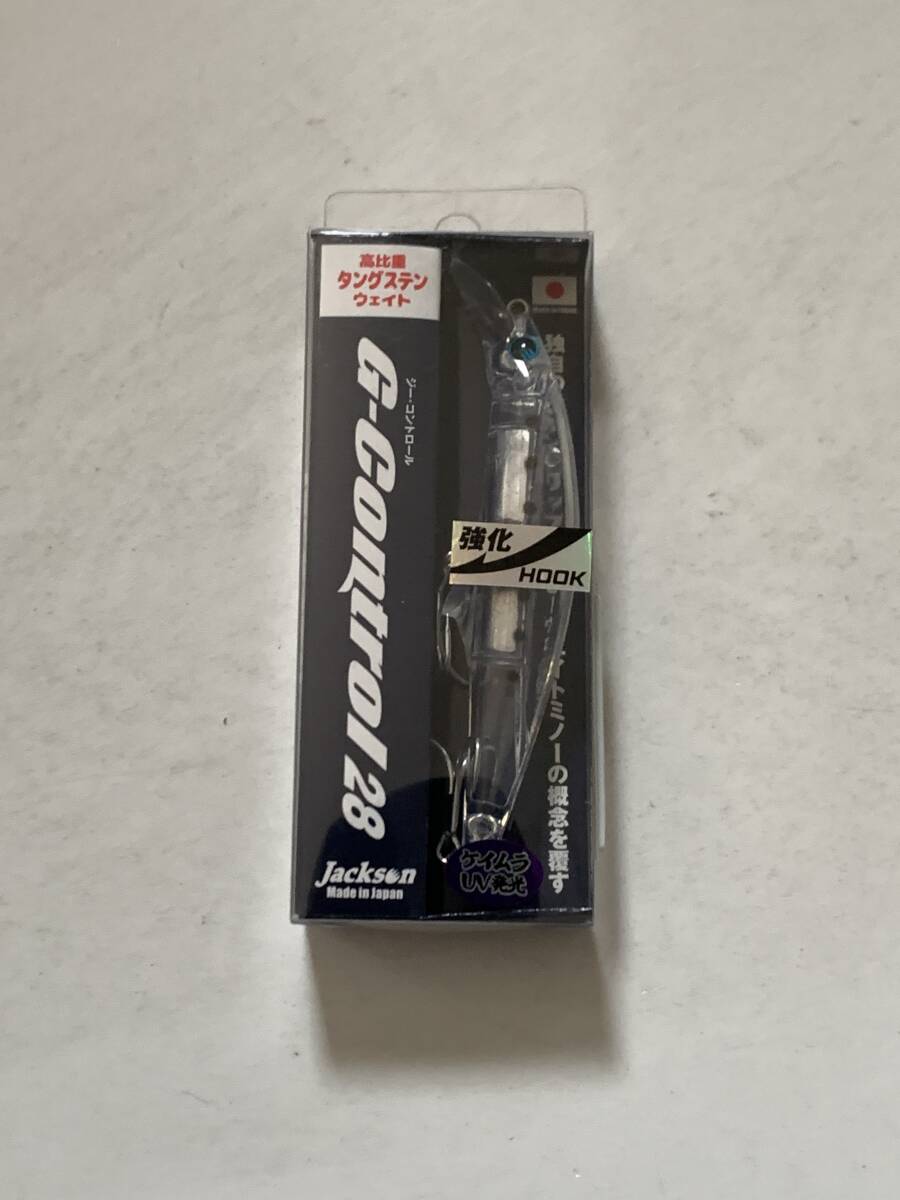 高比重
タングステン
ウェイト
G-Control 28
ジー・コントロール
Jackson
Made in Japan
強化
HOOK
ミノーの概念を覆す
ケイムラ
UV発光